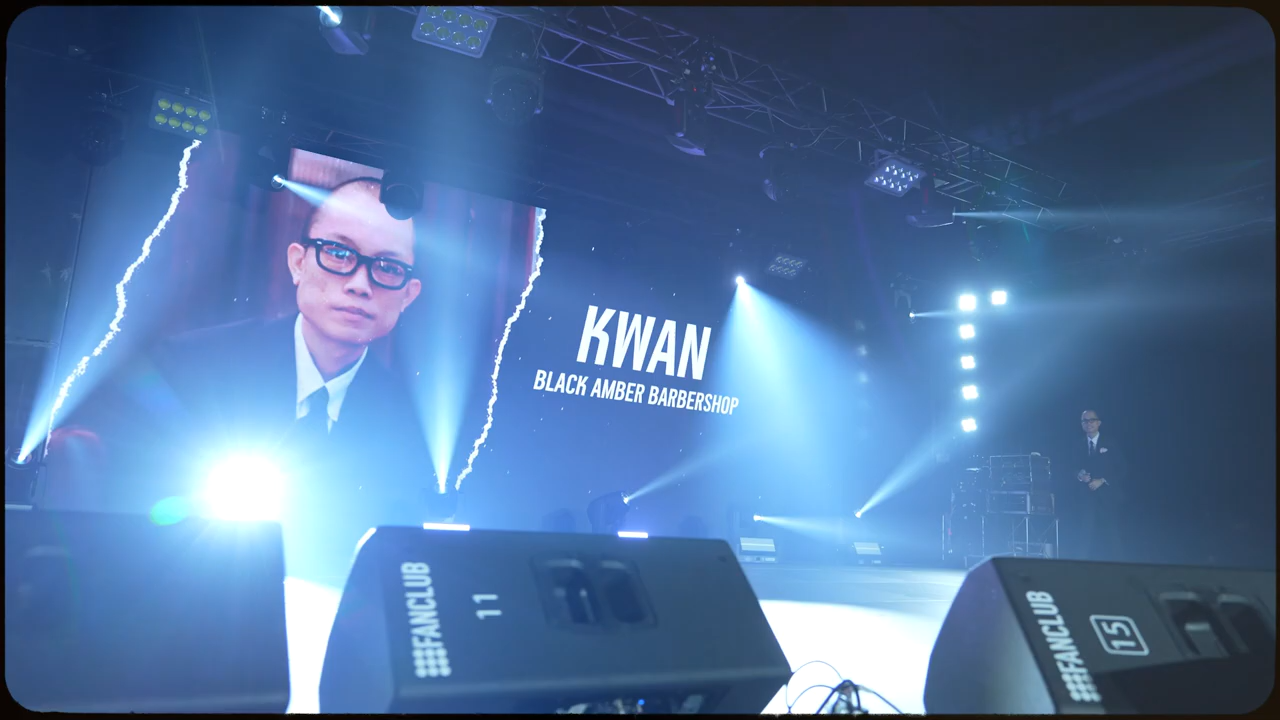 KWAN
BLACK AMBER BARBERSHOP
FANCLUB
11
FANCLUB
15